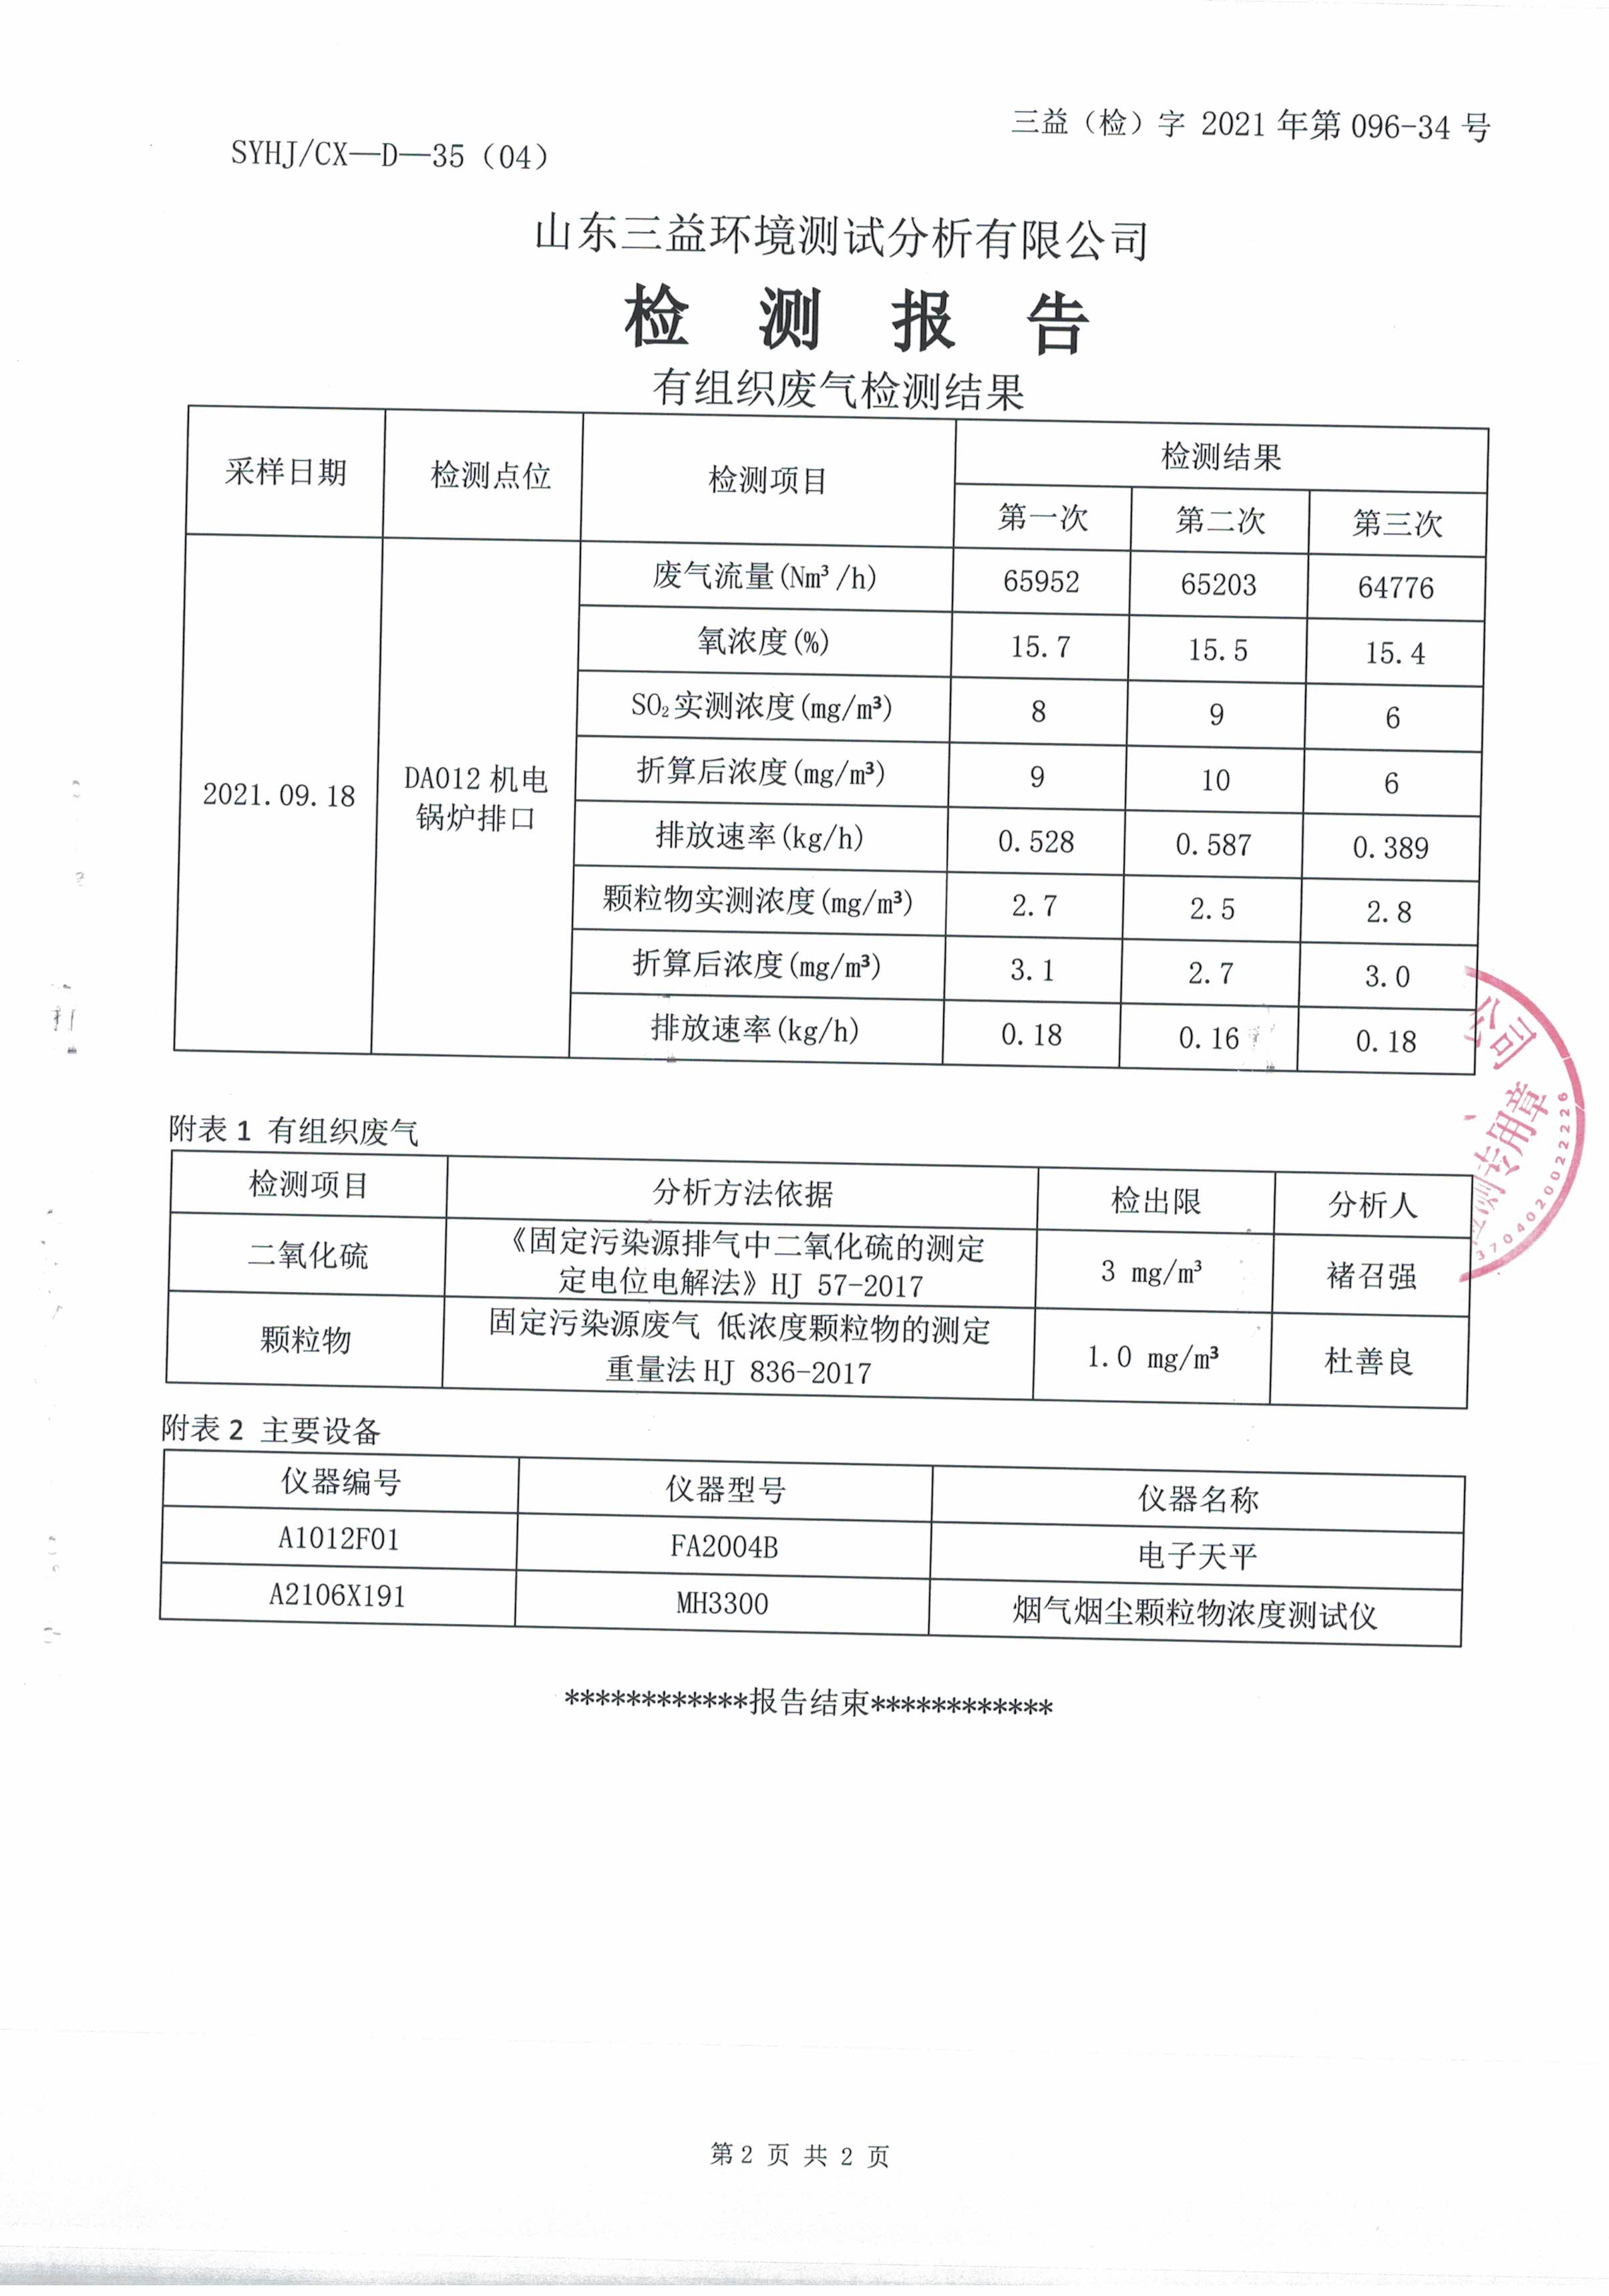 三益（检）字 2021 年第 096-34 号
SYHJ/CX—D—35（04）
山东三益环境测试分析有限公司
检 测 报 告
有组织废气检测结果
采样日期 检测点位 检测项目 检测结果
第一次 第二次 第三次
废气流量(Nm³/h) 65952 65203 64776
氧浓度(%) 15.7 15.5 15.4
SO₂实测浓度(mg/m³) 8 9 6
折算后浓度(mg/m³) 9 10 6
2021.09.18 DA012 机电
锅炉排口
排放速率(kg/h) 0.528 0.587 0.389
颗粒物实测浓度(mg/m³) 2.7 2.5 2.8
折算后浓度(mg/m³) 3.1 2.7 3.0
排放速率(kg/h) 0.18 0.16 0.18
公司
测专用章
3704020022226
附表 1 有组织废气
检测项目 分析方法依据 检出限 分析人
二氧化硫 《固定污染源排气中二氧化硫的测定
定电位电解法》HJ 57-2017 3 mg/m³ 褚召强
颗粒物 固定污染源废气 低浓度颗粒物的测定
重量法 HJ 836-2017 1.0 mg/m³ 杜善良
附表 2 主要设备
仪器编号 仪器型号 仪器名称
A1012F01 FA2004B 电子天平
A2106X191 MH3300 烟气烟尘颗粒物浓度测试仪
************报告结束************
第 2 页 共 2 页